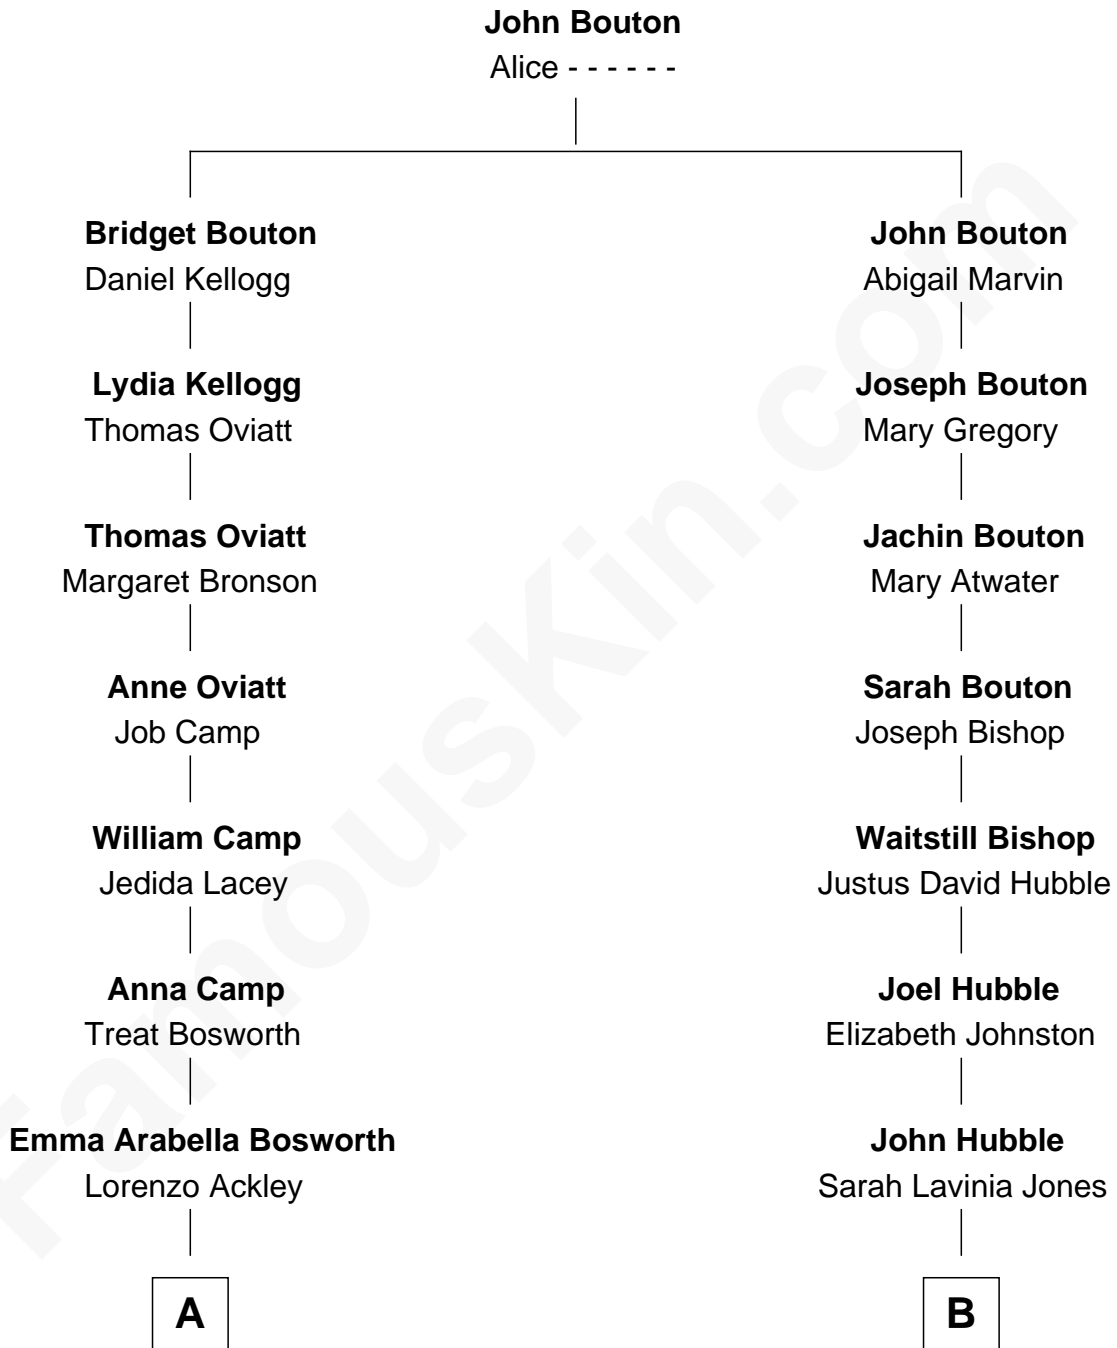 John Bouton
Alice - - - - - -
Bridget Bouton
Daniel Kellogg
John Bouton
Abigail Marvin
Lydia Kellogg
Thomas Oviatt
Joseph Bouton
Mary Gregory
Thomas Oviatt
Margaret Bronson
Jachin Bouton
Mary Atwater
Anne Oviatt
Job Camp
Sarah Bouton
Joseph Bishop
William Camp
Jedida Lacey
Waitstill Bishop
Justus David Hubble
Anna Camp
Treat Bosworth
Joel Hubble
Elizabeth Johnston
Emma Arabella Bosworth
Lorenzo Ackley
John Hubble
Sarah Lavinia Jones
A
B
FamousKin.com